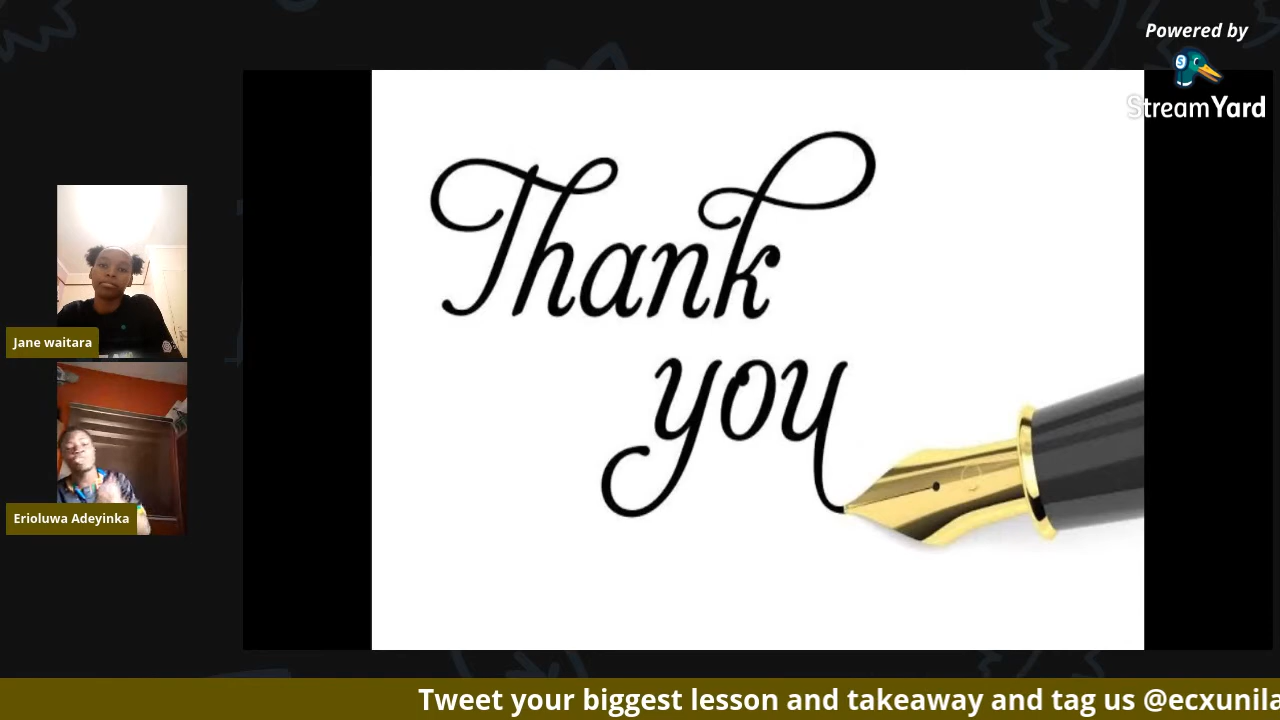 Powered by
StreamYard
Thank
you
Jane waitara
Erioluwa Adeyinka
Tweet your biggest lesson and takeaway and tag us @ecxunila